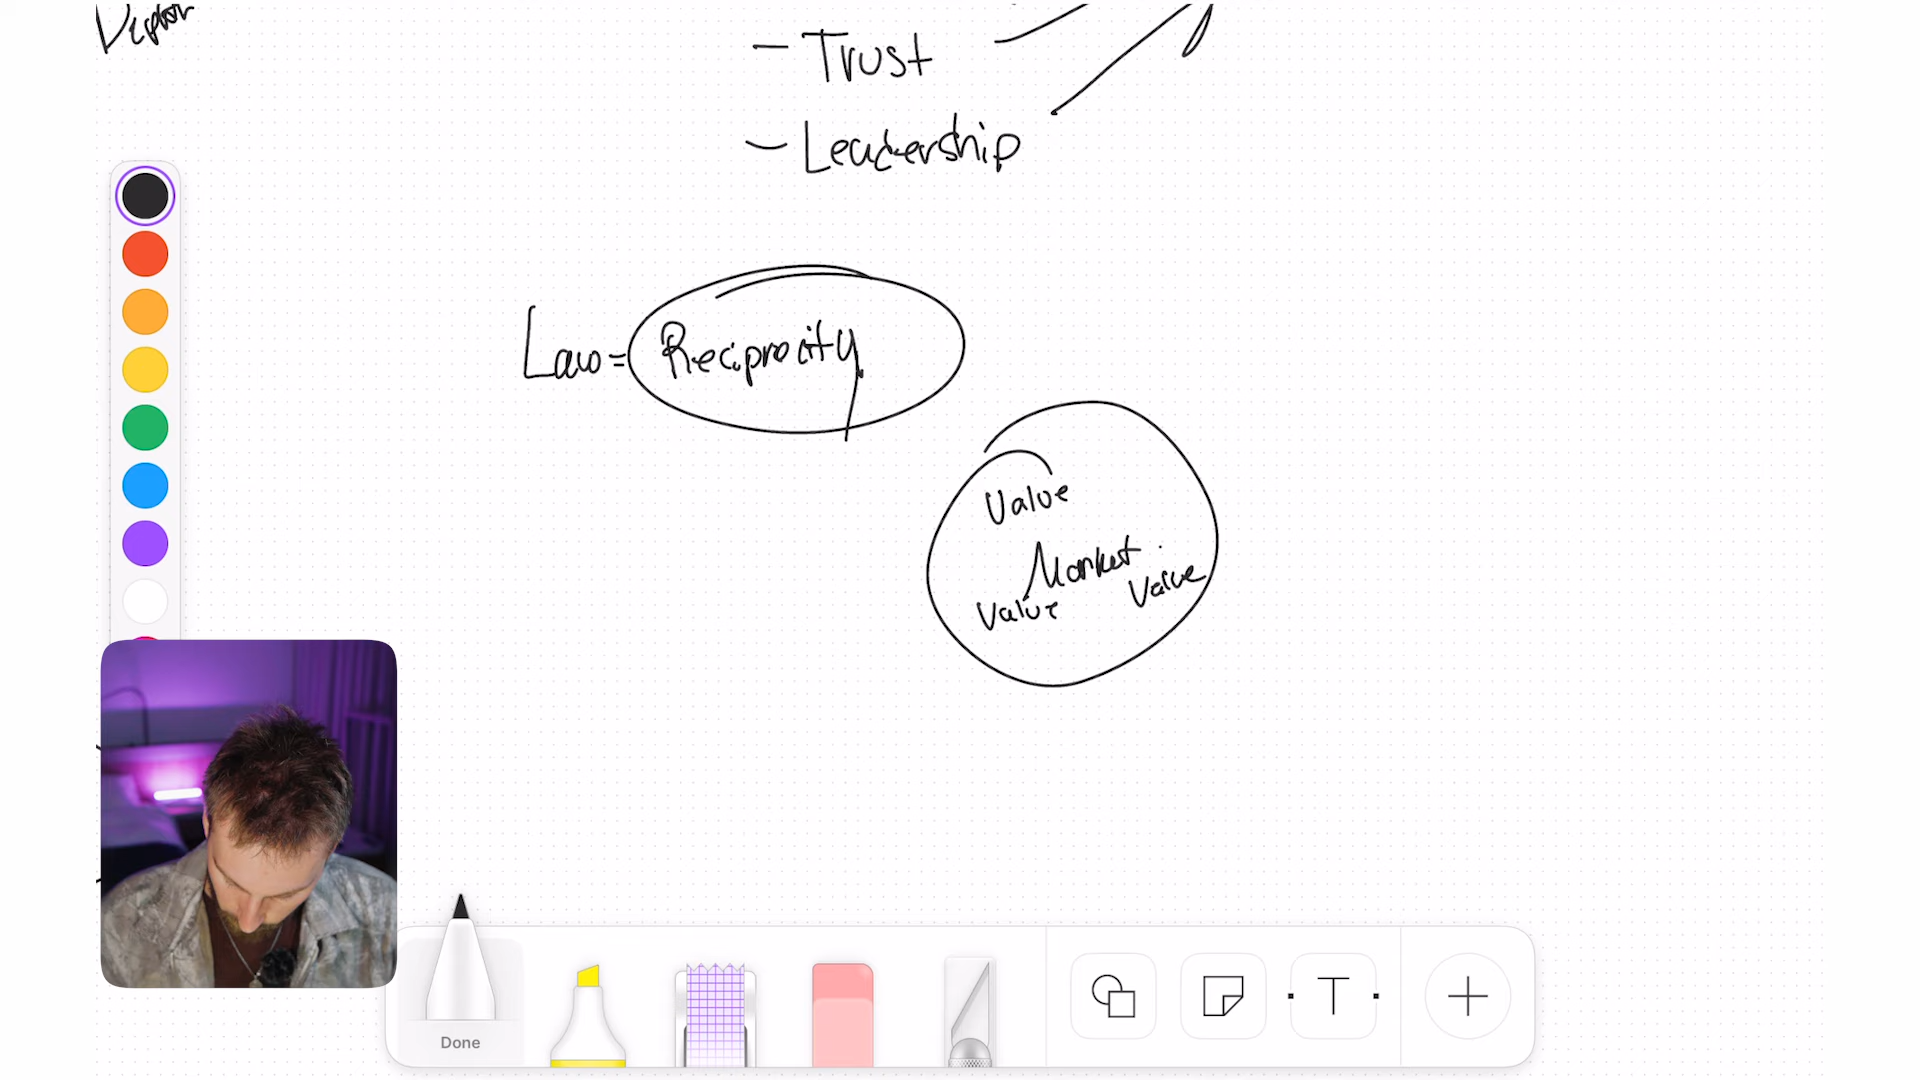 - Trust
- Leadership
Law = Reciprocity
Value
Market
Value
Value
Done
T